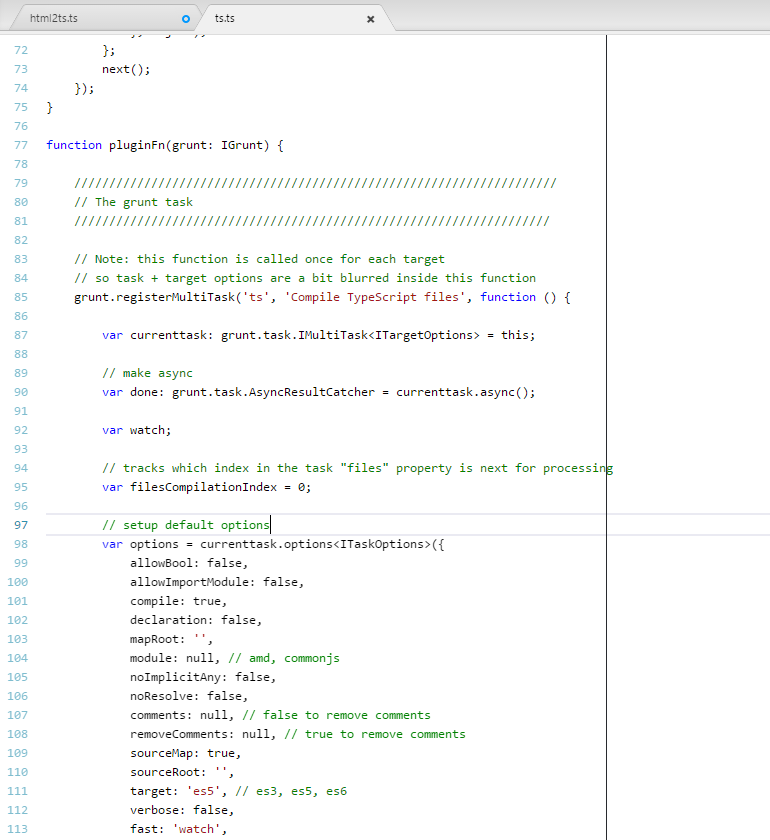 html2ts.ts
ts.ts
72 };
73 next();
74 });
75 }
76
77 function pluginFn(grunt: IGrunt) {
78
79 /////////////////////////////////////////////////////////////////////
80 // The grunt task
81 ////////////////////////////////////////////////////////////////////
82
83 // Note: this function is called once for each target
84 // so task + target options are a bit blurred inside this function
85 grunt.registerMultiTask('ts', 'Compile TypeScript files', function () {
86
87 var currenttask: grunt.task.IMultiTask<ITargetOptions> = this;
88
89 // make async
90 var done: grunt.task.AsyncResultCatcher = currenttask.async();
91
92 var watch;
93
94 // tracks which index in the task "files" property is next for processing
95 var filesCompilationIndex = 0;
96
97 // setup default options
98 var options = currenttask.options<ITaskOptions>({
99 allowBool: false,
100 allowImportModule: false,
101 compile: true,
102 declaration: false,
103 mapRoot: '',
104 module: null, // amd, commonjs
105 noImplicitAny: false,
106 noResolve: false,
107 comments: null, // false to remove comments
108 removeComments: null, // true to remove comments
109 sourceMap: true,
110 sourceRoot: '',
111 target: 'es5', // es3, es5, es6
112 verbose: false,
113 fast: 'watch',